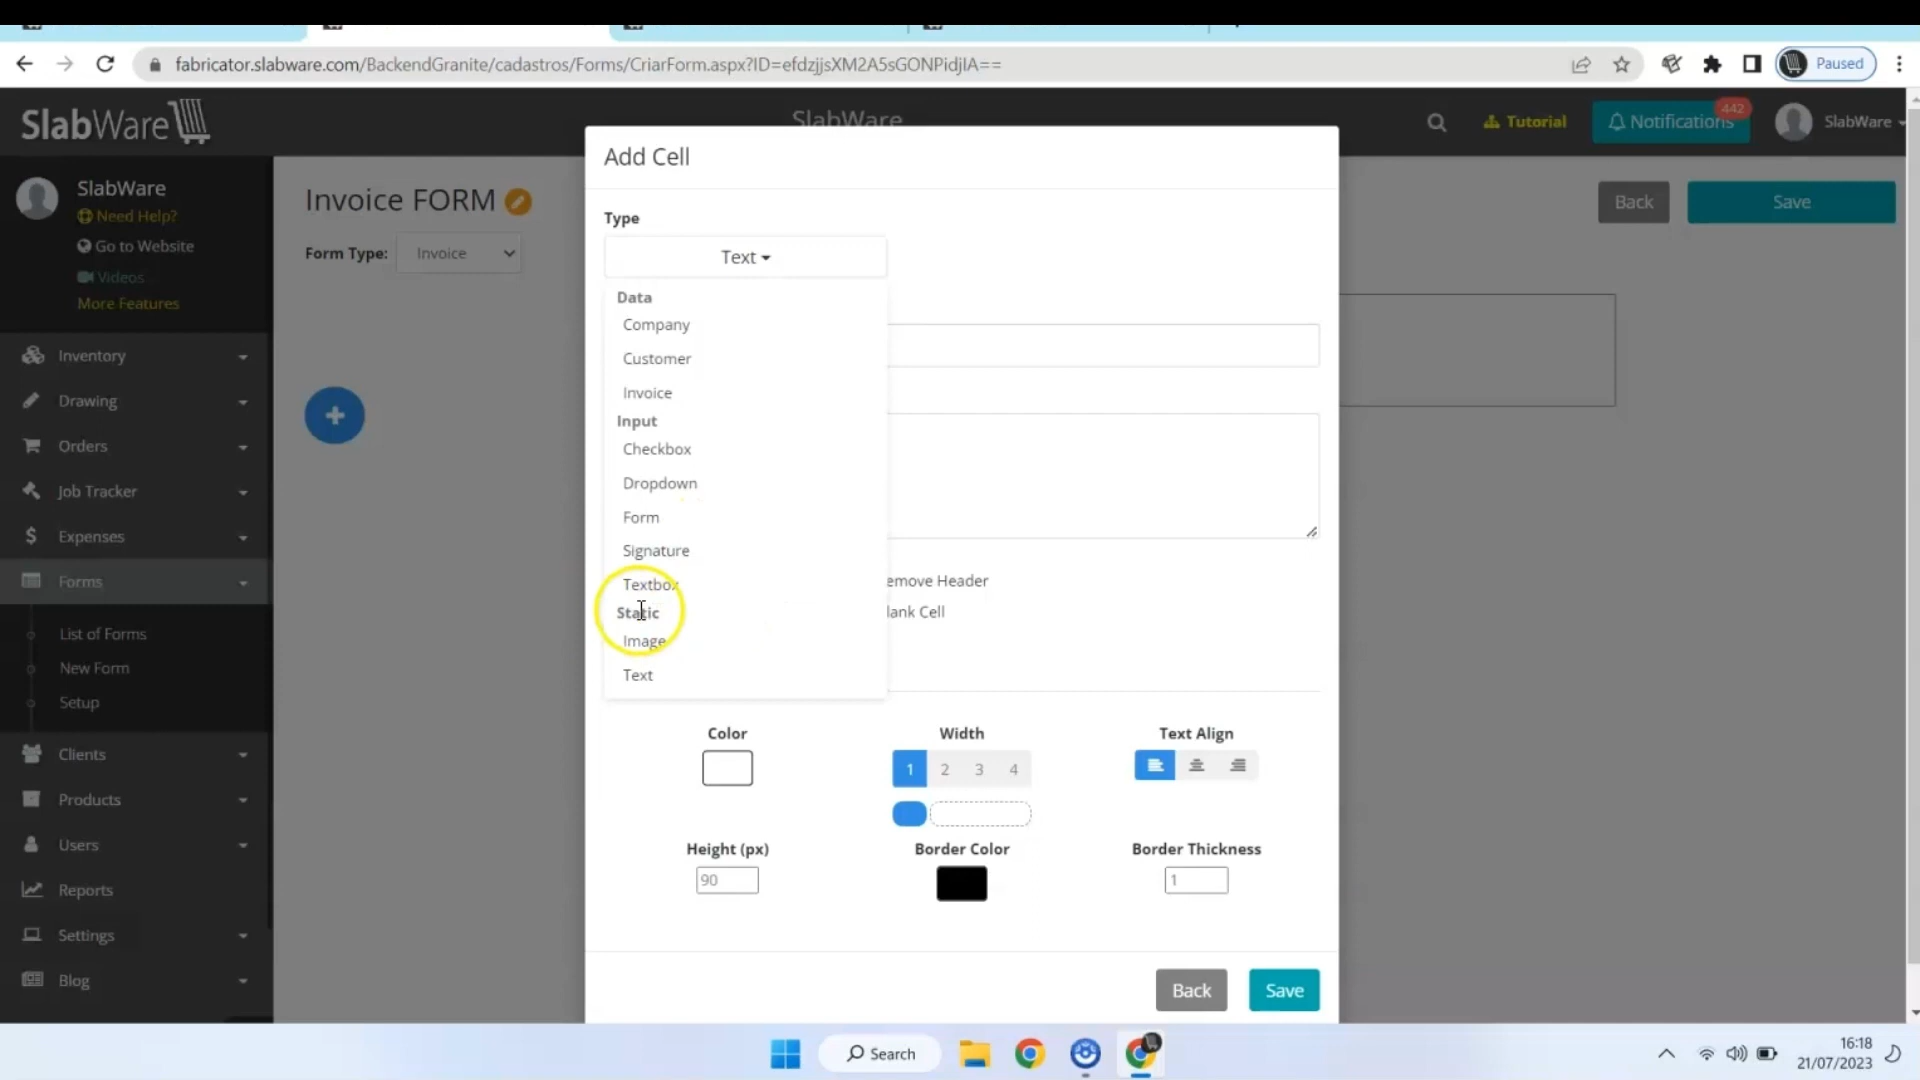 fabricator.slabware.com/BackendGranite/cadastros/Forms/CriarForm.aspx?ID=efdzjjsXM2A5sGONPidjIA==
Paused
SlabWare
SlabWare
Tutorial
Notifications
442
SlabWare
SlabWare
Need Help?
Go to Website
Videos
More Features
Inventory
Drawing
Orders
Job Tracker
Expenses
Forms
List of Forms
New Form
Setup
Clients
Products
Users
Reports
Settings
Blog
Invoice FORM
Form Type:
Invoice
Back
Save
Add Cell
Type
Text
Data
Company
Customer
Invoice
Input
Checkbox
Dropdown
Form
Signature
Textbox
Static
Image
Text
emove Header
lank Cell
Color
Width
Text Align
1 2 3 4
Height (px)
Border Color
Border Thickness
90
1
Back
Save
Search
16:18
21/07/2023